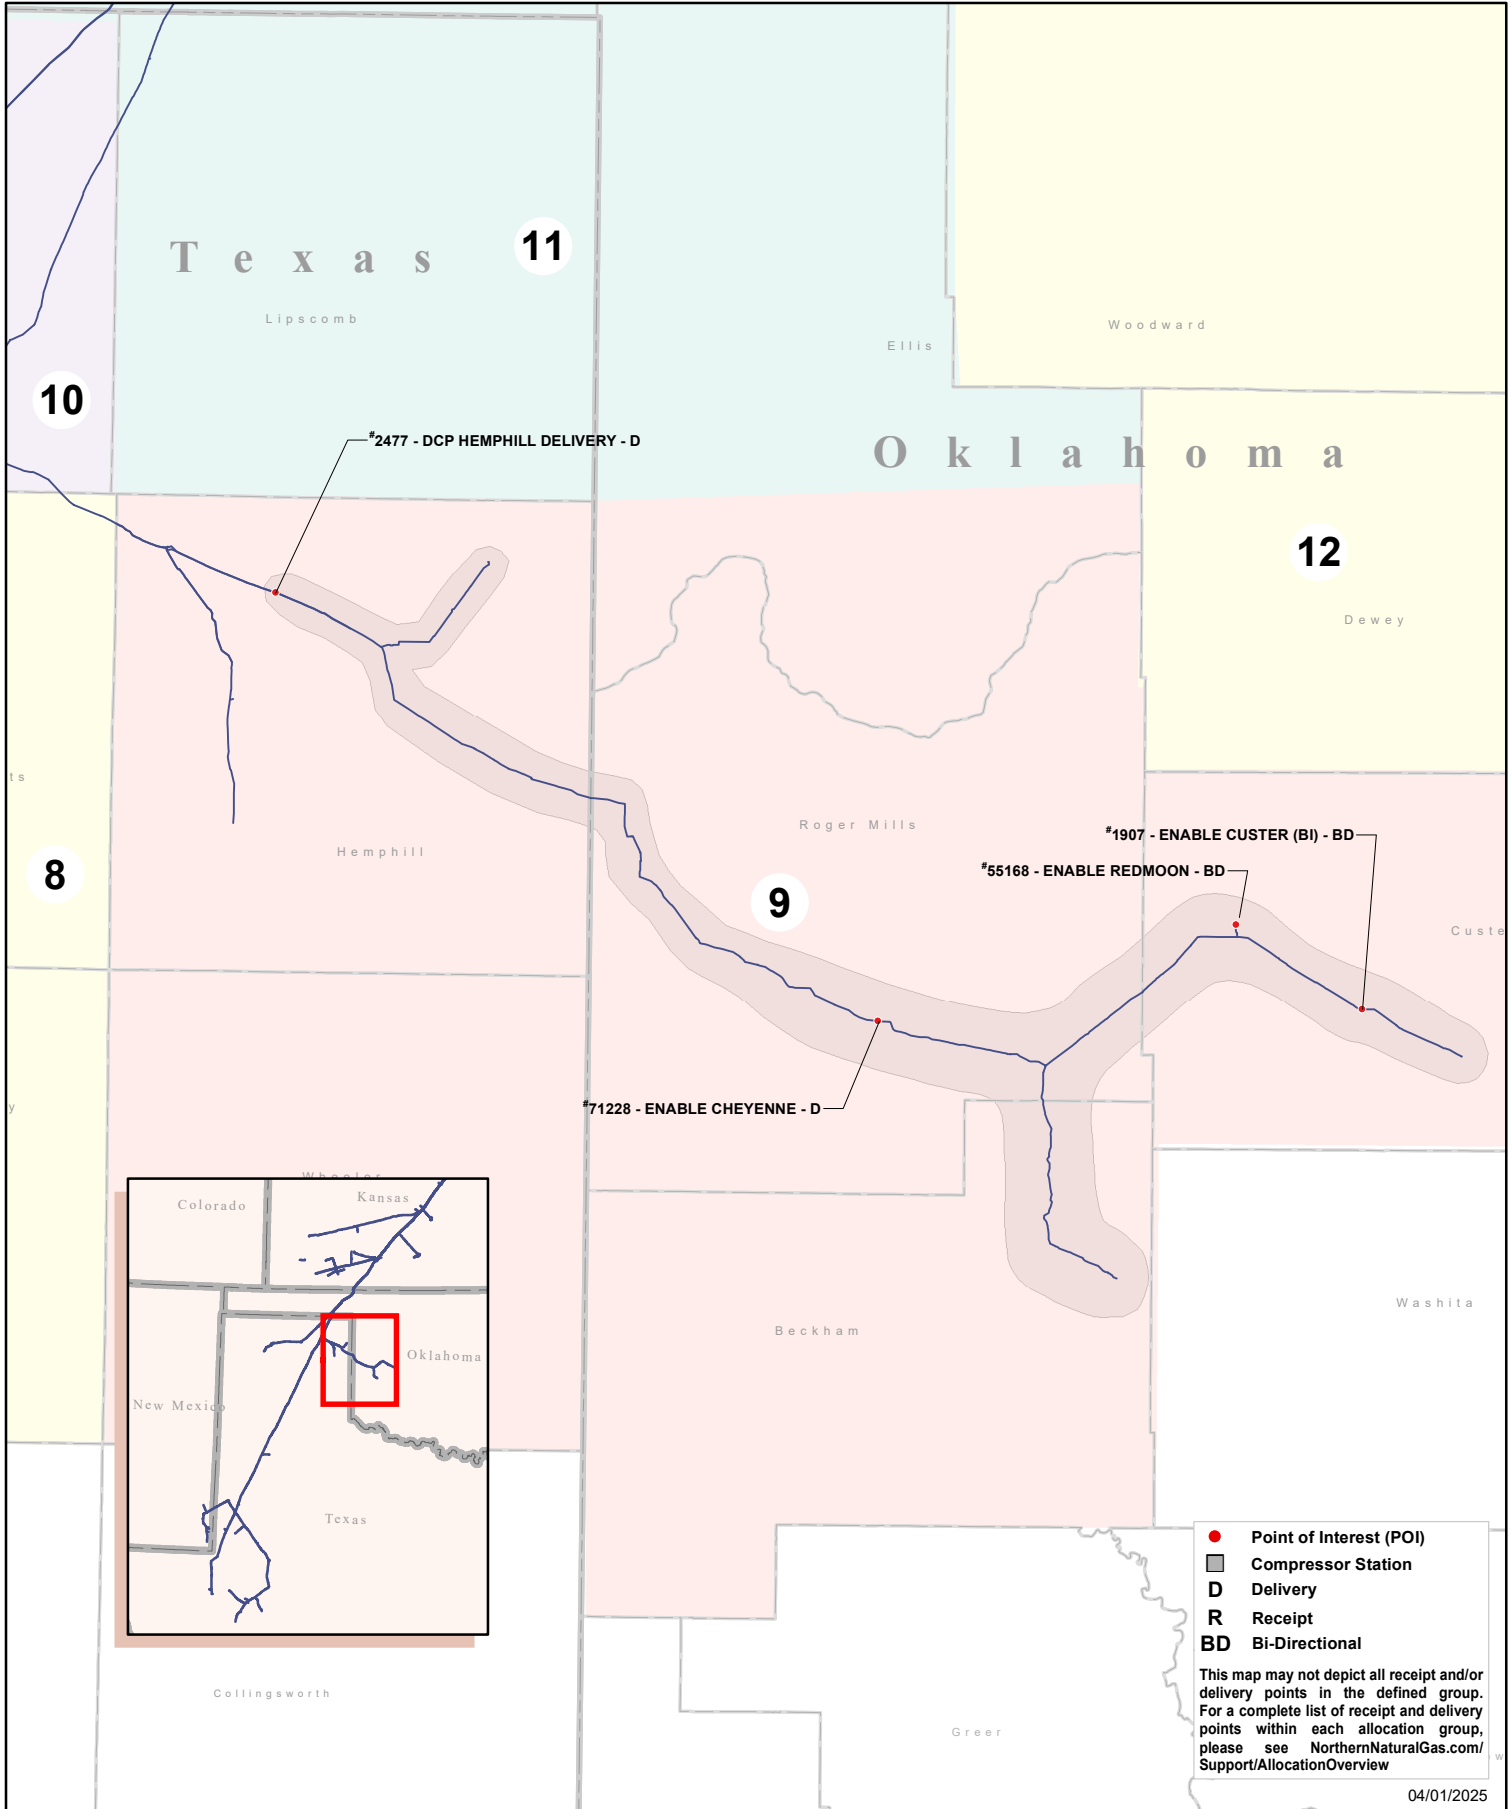 Texas
11
Lipscomb
Woodward
Ellis
10
#2477 - DCP HEMPHILL DELIVERY - D
Oklahoma
12
Dewey
ts
Roger Mills
#1907 - ENABLE CUSTER (BI) - BD
Hemphill
#55168 - ENABLE REDMOON - BD
8
9
Custe
#71228 - ENABLE CHEYENNE - D
y
Wheeler
Colorado
Kansas
Oklahoma
New Mexico
Texas
Washita
Beckham
Collingsworth
Greer
w
Point of Interest (POI)
Compressor Station
D Delivery
R Receipt
BD Bi-Directional
This map may not depict all receipt and/or
delivery points in the defined group.
For a complete list of receipt and delivery
points within each allocation group,
please see NorthernNaturalGas.com/
Support/AllocationOverview
04/01/2025